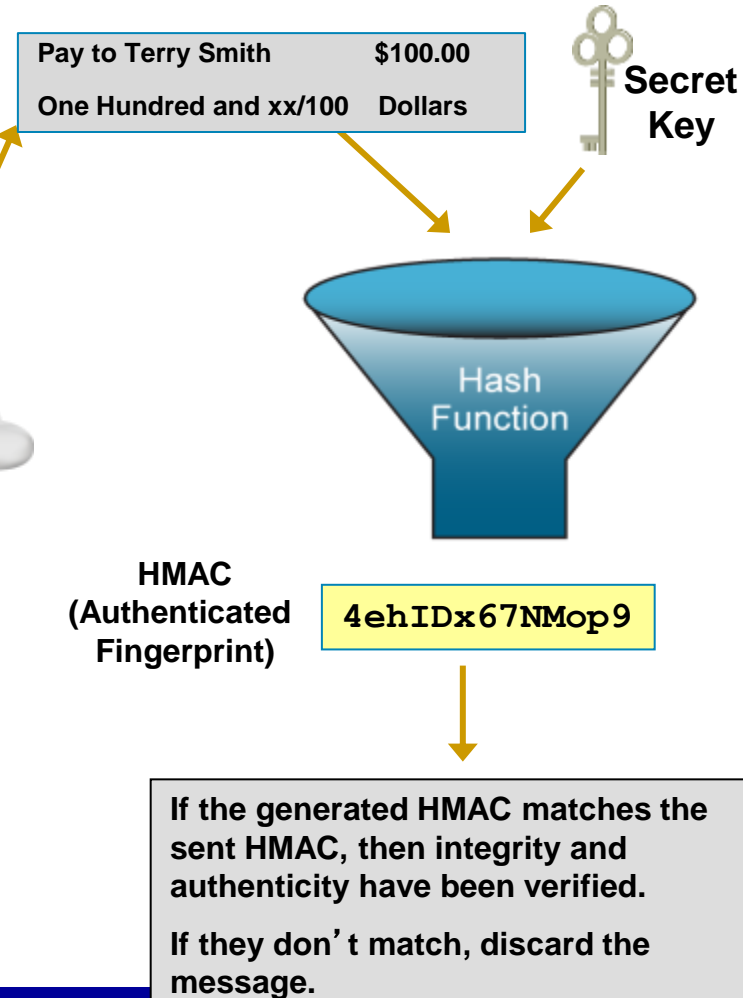 Pay to Terry Smith $100.00
One Hundred and xx/100 Dollars
Secret
Key
Hash
Function
HMAC
(Authenticated
Fingerprint)
4ehIDx67NMop9
If the generated HMAC matches the
sent HMAC, then integrity and
authenticity have been verified.
If they don’t match, discard the
message.